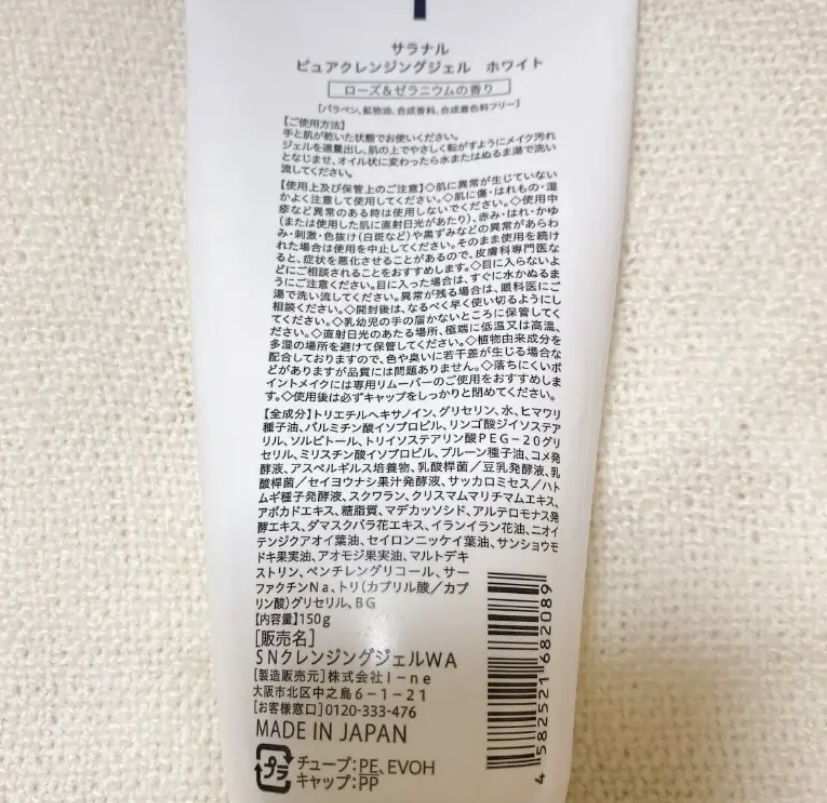 サラナル
ピュアクレンジングジェル ホワイト
ローズ&ゼラニウムの香り
[パラベン、鉱物油、合成香料、合成着色料フリー]
【ご使用方法】
手と肌が乾いた状態でお使いください。
ジェルを適量出し、肌の上でやさしく転がすようにメイク汚れ
となじませ、オイル状に変わったら水またはぬるま湯で洗い
流してください。
【使用上及び保管上のご注意】◇肌に異常が生じていない
かよく注意して使用してください。◇肌に傷・はれもの・湿
疹など異常のある時は使用しないでください。◇使用中
(または使用した肌に直射日光があたり)、赤み・はれ・かゆ
み・刺激・色抜け(白斑など)や黒ずみなどの異常があらわ
れた場合は使用を中止してください。そのまま使用を続け
ると、症状を悪化させることがあるので、皮膚科専門医な
どにご相談されることをおすすめします。◇目に入らないよ
うにご注意ください。目に入った場合は、すぐに水かぬるま
湯で洗い流してください。異常が残る場合は、眼科医にご
相談ください。◇開封後は、なるべく早く使い切るようにし
てください。◇乳幼児の手の届かないところに保管してく
ださい。◇直射日光のあたる場所、極端に低温又は高温、
多湿の場所を避けて保管してください。◇植物由来成分を
配合しておりますので、色や臭いに若干差が生じる場合な
どがありますが品質には問題ありません。◇落ちにくいポ
イントメイクには専用リムーバーのご使用をおすすめしま
す。◇使用後は必ずキャップをしっかりと閉めてください。
【全成分】トリエチルヘキサノイン、グリセリン、水、ヒマワリ
種子油、パルミチン酸イソプロピル、リンゴ酸ジイソステア
リル、ソルビトール、トリイソステアリン酸PEG-20グリ
セリル、ミリスチン酸イソプロピル、プルーン種子油、コメ発
酵液、アスペルギルス培養物、乳酸桿菌/豆乳発酵液、乳
酸桿菌/セイヨウナシ果汁発酵液、サッカロミセス/ハト
ムギ種子発酵液、スクワラン、クリスマムマリチマムエキス、
アボカドエキス、糖脂質、マデカッソシド、アルテロモナス発
酵エキス、ダマスクバラ花エキス、イランイラン花油、ニオイ
テンジクアオイ葉油、セイロンニッケイ葉油、サンショウモ
ドキ果実油、アオモジ果実油、マルトデキ
ストリン、ペンチレングリコール、サー
ファクチンNa、トリ(カプリル酸/カプ
リン酸)グリセリル、BG
【内容量】150g
[販売名]
SNクレンジングジェルWA
[製造販売元]株式会社I-ne
大阪市北区中之島6-1-21
[お客様窓口]0120-333-476
MADE IN JAPAN
プラ チューブ:PE、EVOH
キャップ:PP
4 582521 682089